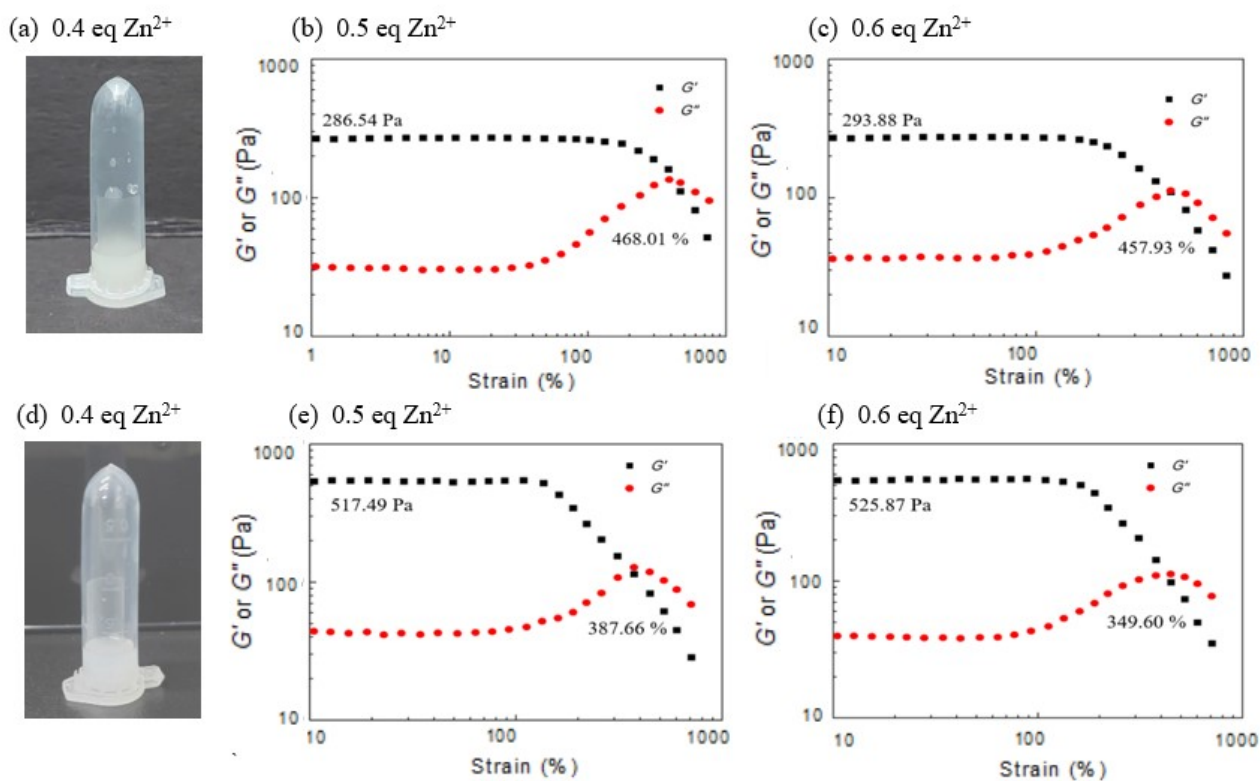 (a) 0.4 eq Zn²⁺
(b) 0.5 eq Zn²⁺
(c) 0.6 eq Zn²⁺
1000
100
10
G' or G" (Pa)
286.54 Pa
G'
G"
468.01 %
1
10
100
1000
Strain (%)
1000
100
10
G' or G" (Pa)
293.88 Pa
G'
G"
457.93 %
10
100
1000
Strain (%)
(d) 0.4 eq Zn²⁺
(e) 0.5 eq Zn²⁺
(f) 0.6 eq Zn²⁺
1000
100
10
G' or G" (Pa)
517.49 Pa
G'
G"
387.66 %
10
100
1000
Strain (%)
1000
100
10
G' or G" (Pa)
525.87 Pa
G'
G"
349.60 %
10
100
1000
Strain (%)